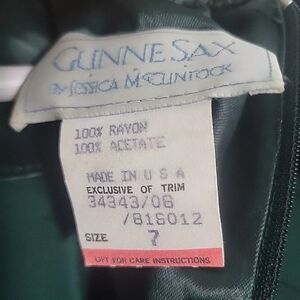 GUNNE SAX
BY JESSICA McCLINTOCK
100% RAYON
100% ACETATE
MADE IN U S A
EXCLUSIVE OF TRIM
34343/06
/816012
SIZE 7
LIFT FOR CARE INSTRUCTIONS